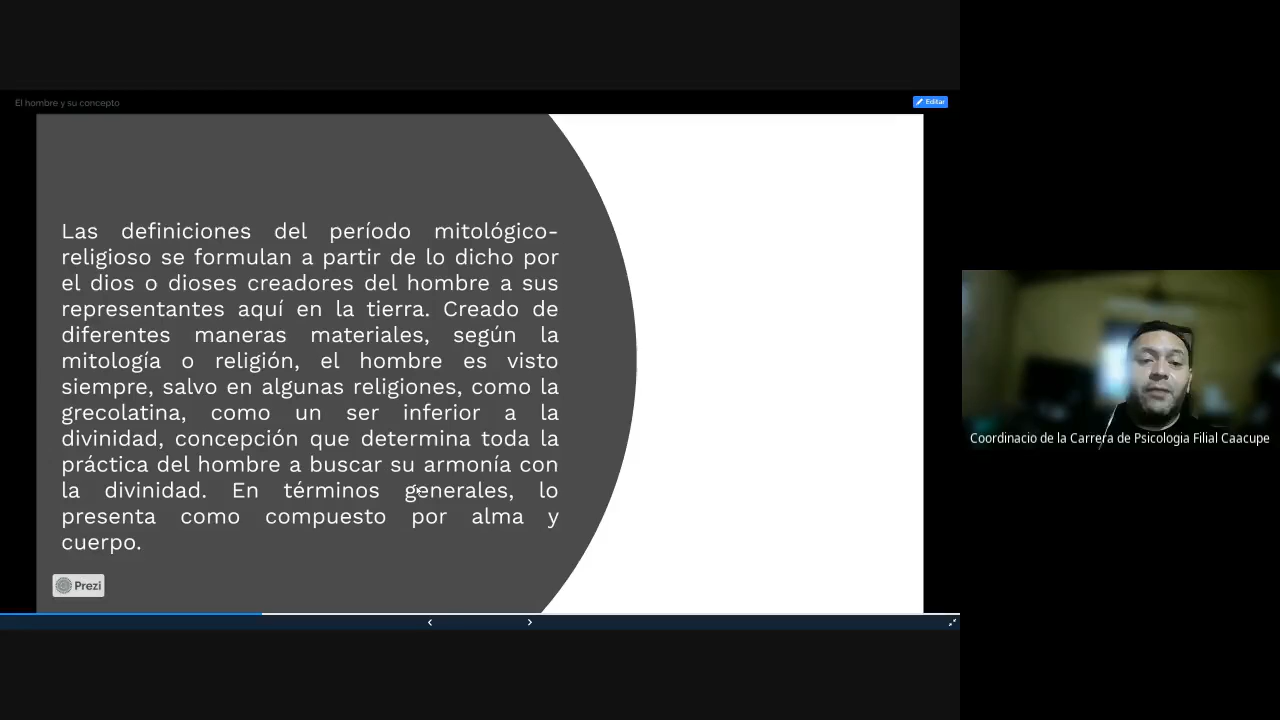 El hombre y su concepto
Editar
Las definiciones del período mitológico-
religioso se formulan a partir de lo dicho por
el dios o dioses creadores del hombre a sus
representantes aquí en la tierra. Creado de
diferentes maneras materiales, según la
mitología o religión, el hombre es visto
siempre, salvo en algunas religiones, como la
grecolatina, como un ser inferior a la
divinidad, concepción que determina toda la
práctica del hombre a buscar su armonía con
la divinidad. En términos generales, lo
presenta como compuesto por alma y
cuerpo.
Prezi
Coordinacio de la Carrera de Psicologia Filial Caacupe